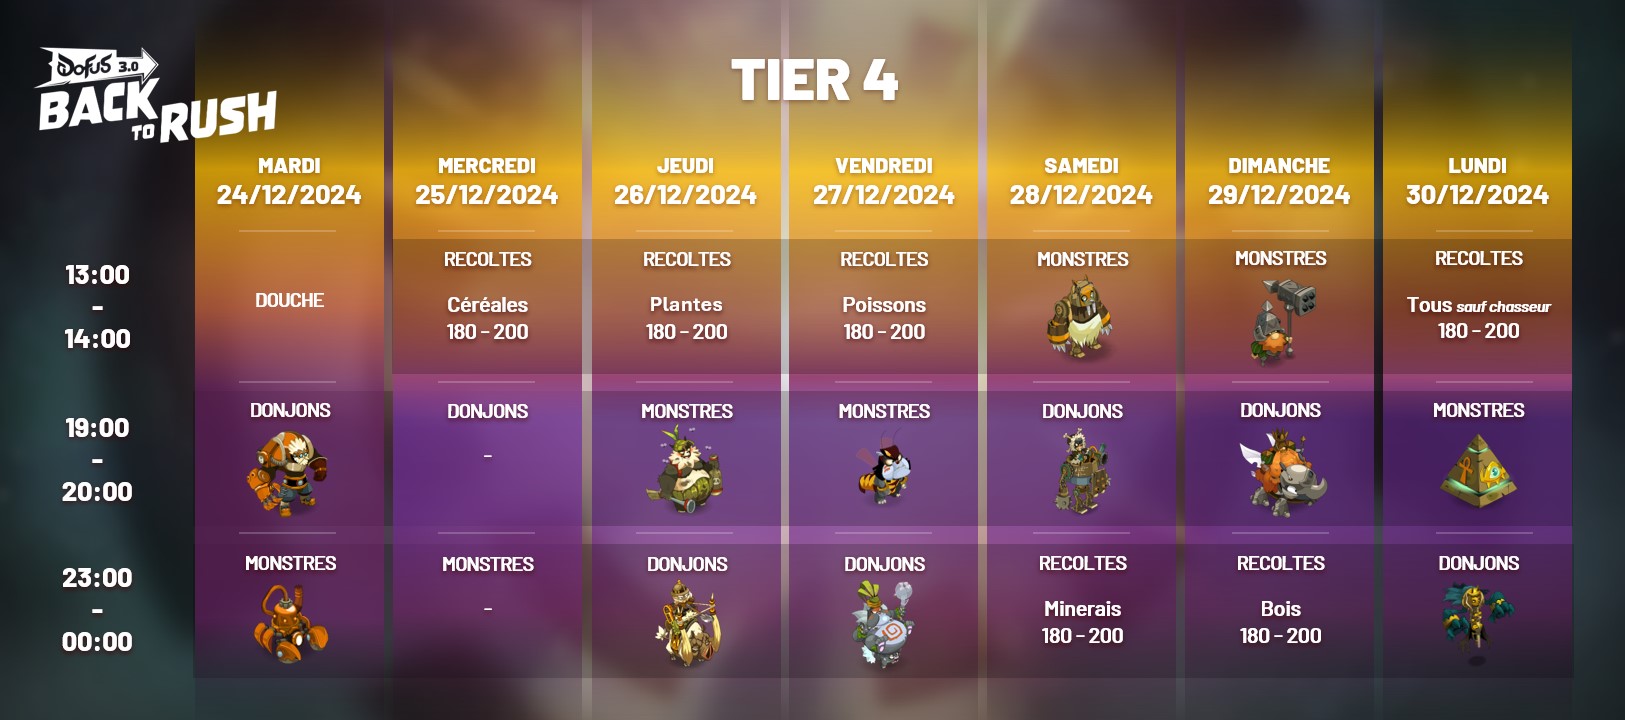 DOFUS 3.0
BACK
TO RUSH
TIER 4
MARDI
24/12/2024
MERCREDI
25/12/2024
JEUDI
26/12/2024
VENDREDI
27/12/2024
SAMEDI
28/12/2024
DIMANCHE
29/12/2024
LUNDI
30/12/2024
13:00
-
14:00
DOUCHE
RECOLTES
Céréales
180 - 200
RECOLTES
Plantes
180 - 200
RECOLTES
Poissons
180 - 200
MONSTRES
MONSTRES
RECOLTES
Tous sauf chasseur
180 - 200
19:00
-
20:00
DONJONS
DONJONS
-
MONSTRES
MONSTRES
DONJONS
DONJONS
MONSTRES
23:00
-
00:00
MONSTRES
MONSTRES
-
DONJONS
DONJONS
RECOLTES
Minerais
180 - 200
RECOLTES
Bois
180 - 200
DONJONS